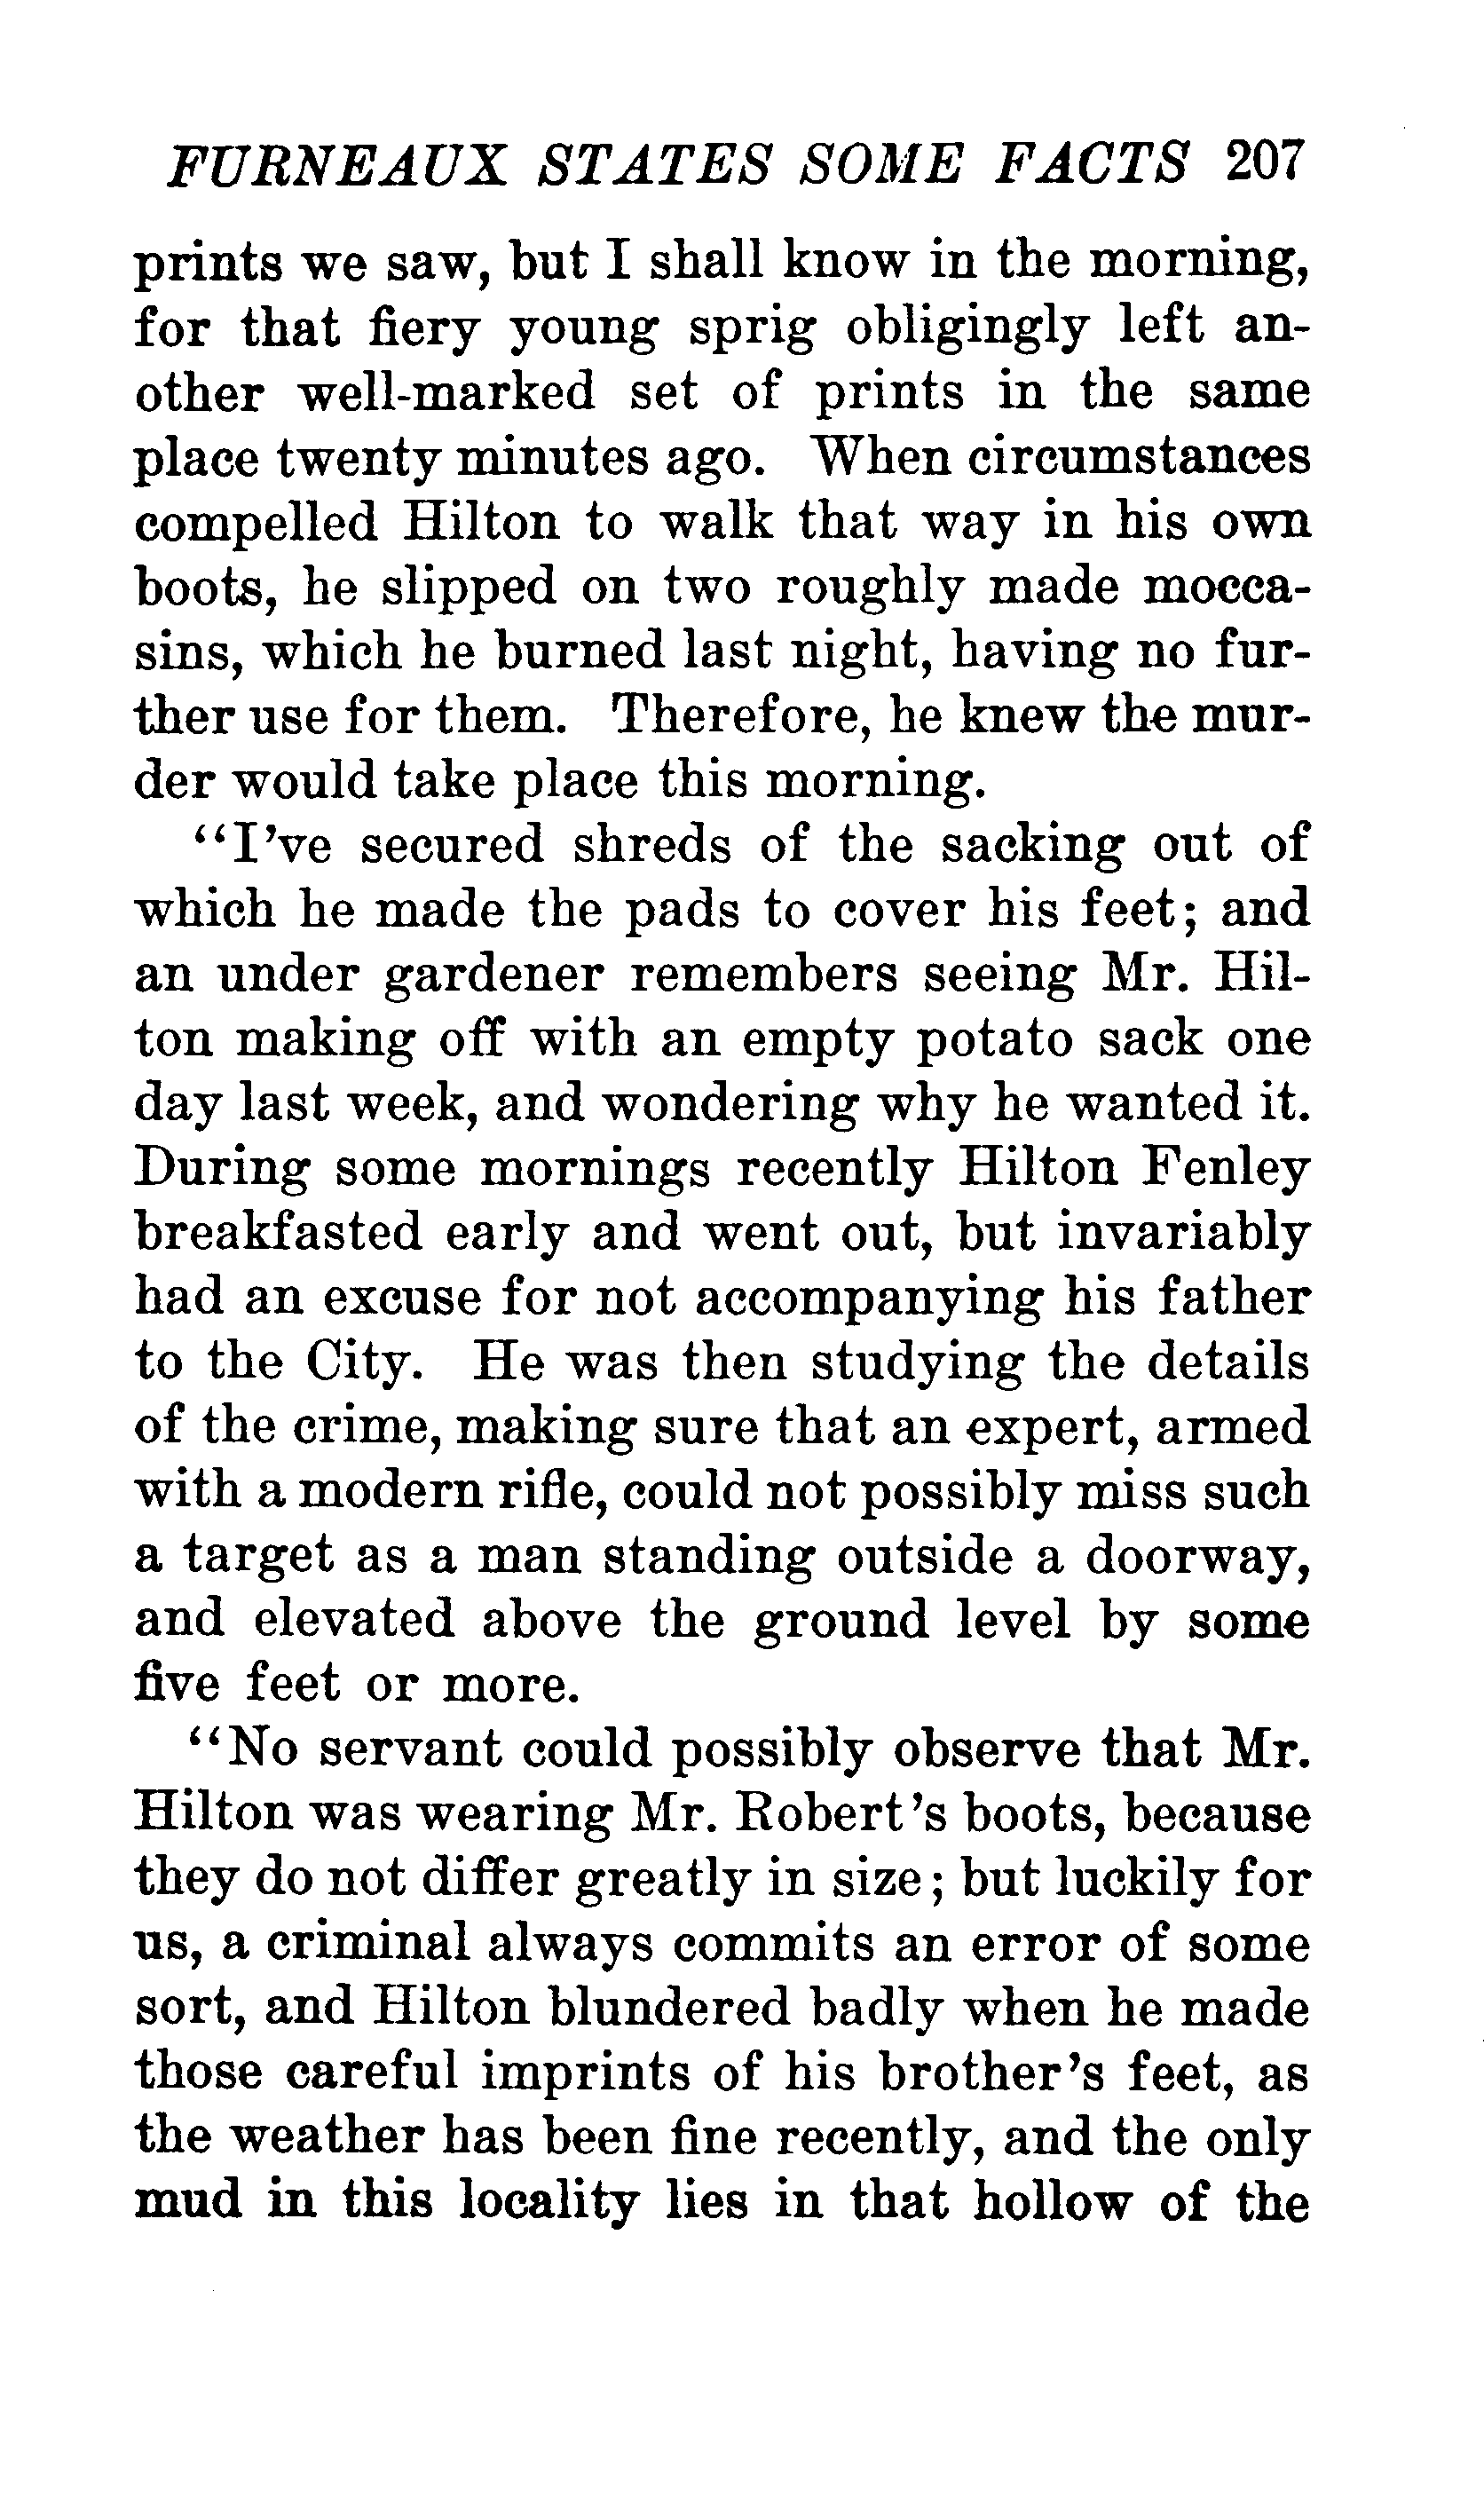 FURNEAUX STATES SOME FACTS 207
prints we saw, but I shall know in the morning,
for that fiery young sprig obligingly left an-
other well-marked set of prints in the same
place twenty minutes ago. When circumstances
compelled Hilton to walk that way in his own
boots, he slipped on two roughly made mocca-
sins, which he burned last night, having no fur-
ther use for them. Therefore, he knew the mur-
der would take place this morning.
“I’ve secured shreds of the sacking out of
which he made the pads to cover his feet; and
an under gardener remembers seeing Mr. Hil-
ton making off with an empty potato sack one
day last week, and wondering why he wanted it.
During some mornings recently Hilton Fenley
breakfasted early and went out, but invariably
had an excuse for not accompanying his father
to the City. He was then studying the details
of the crime, making sure that an expert, armed
with a modern rifle, could not possibly miss such
a target as a man standing outside a doorway,
and elevated above the ground level by some
five feet or more.
“No servant could possibly observe that Mr.
Hilton was wearing Mr. Robert’s boots, because
they do not differ greatly in size; but luckily for
us, a criminal always commits an error of some
sort, and Hilton blundered badly when he made
those careful imprints of his brother’s feet, as
the weather has been fine recently, and the only
mud in this locality lies in that hollow of the